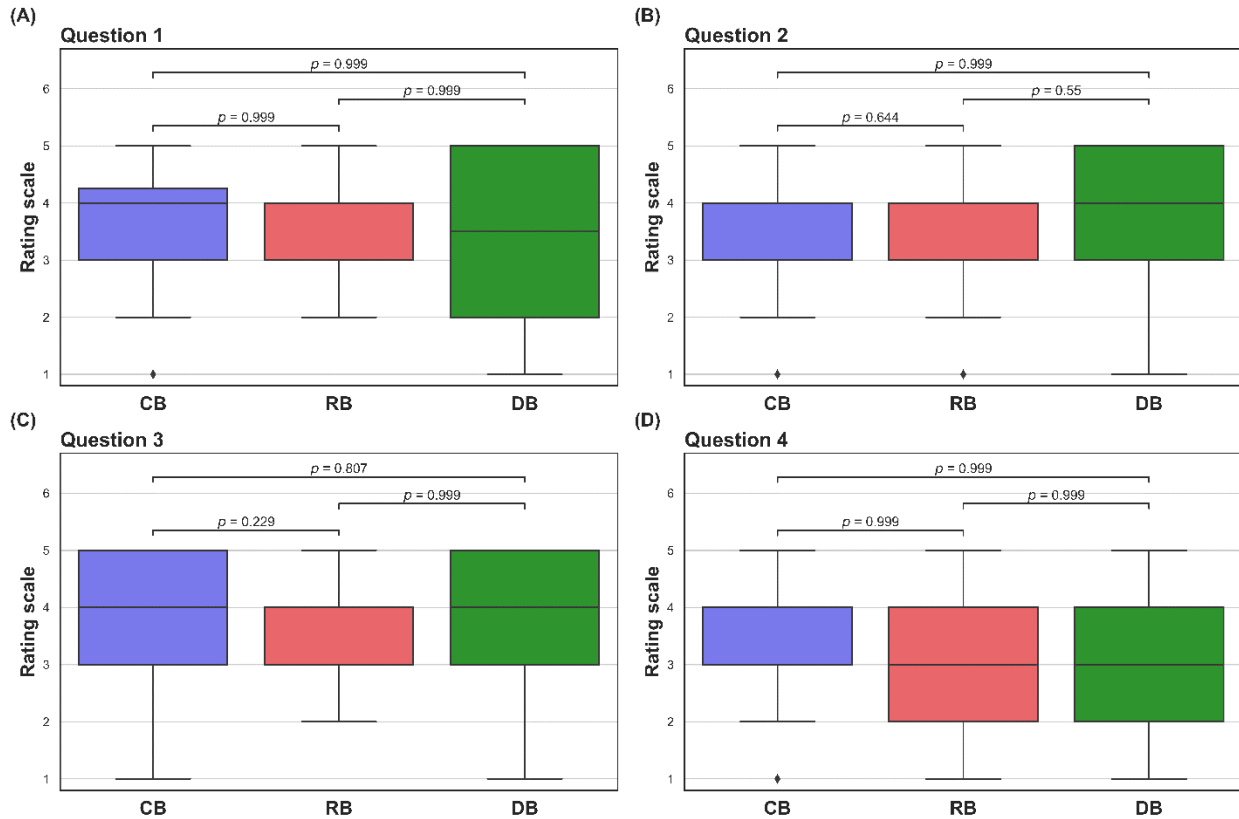 (A)
Question 1
p = 0.999
p = 0.999
p = 0.999
6
5
4
3
2
1
Rating scale
CB RB DB
(B)
Question 2
p = 0.999
p = 0.55
p = 0.644
6
5
4
3
2
1
Rating scale
CB RB DB
(C)
Question 3
p = 0.807
p = 0.999
p = 0.229
6
5
4
3
2
1
Rating scale
CB RB DB
(D)
Question 4
p = 0.999
p = 0.999
p = 0.999
6
5
4
3
2
1
Rating scale
CB RB DB